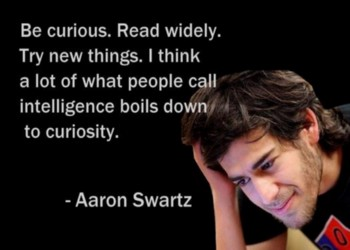 Be curious. Read widely.
Try new things. I think
a lot of what people call
intelligence boils down
to curiosity.
- Aaron Swartz